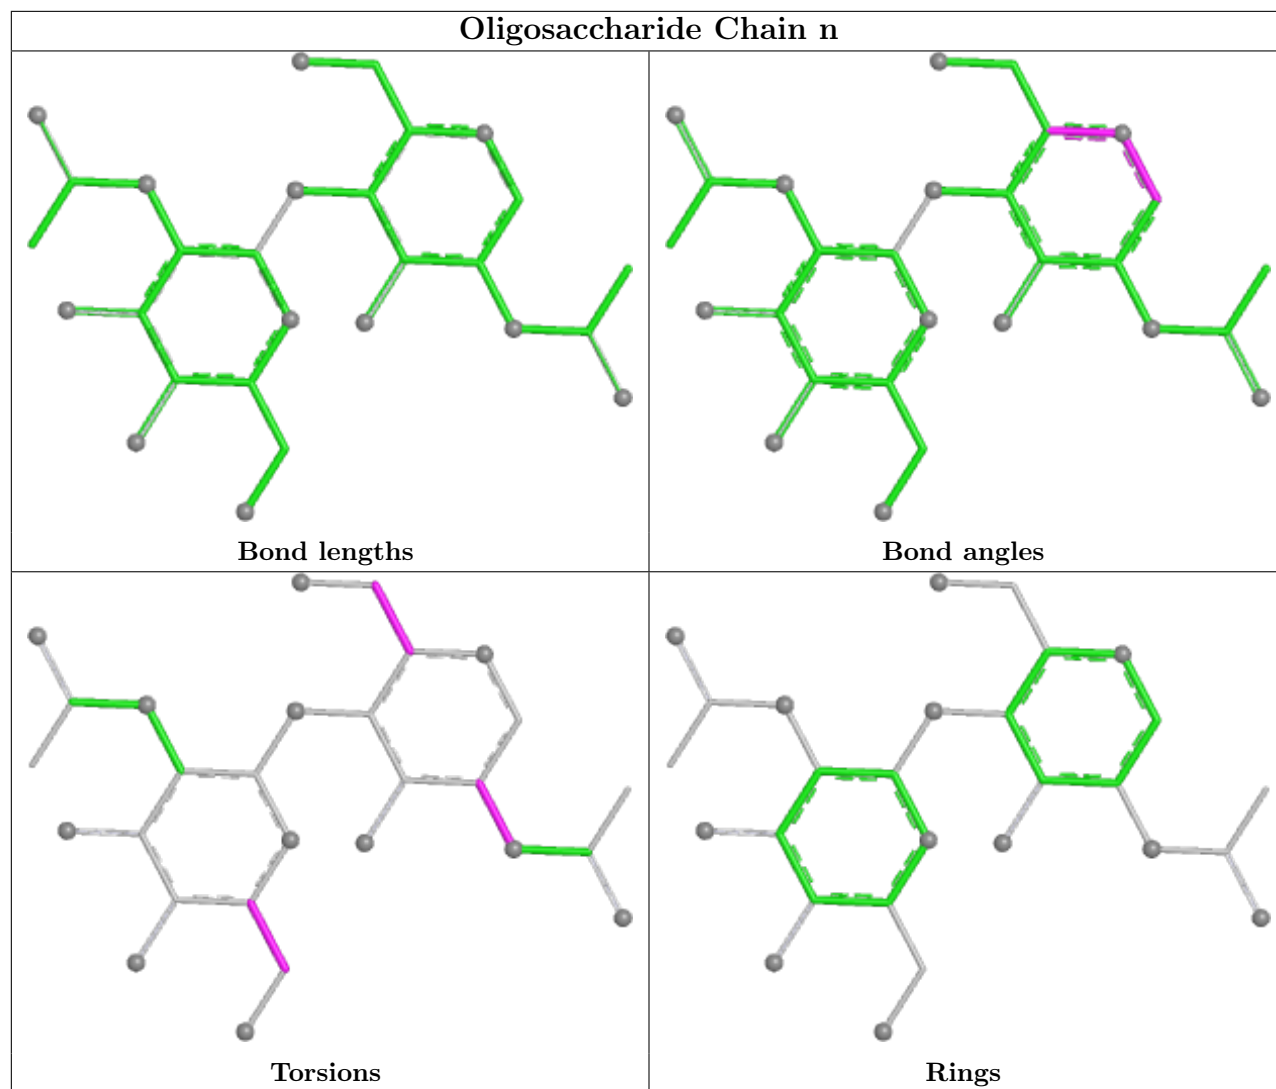 Oligosaccharide Chain n
Bond lengths
Bond angles
Torsions
Rings